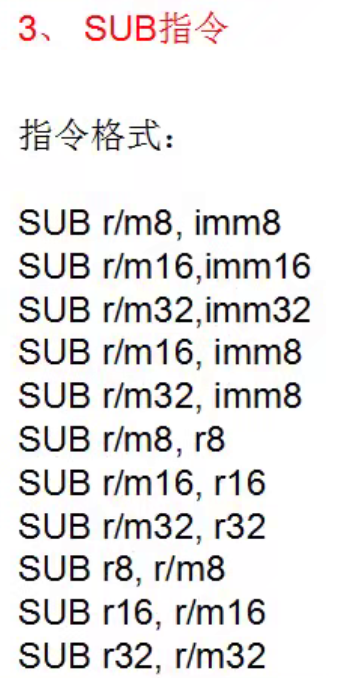 3、 SUB指令
指令格式：
SUB r/m8, imm8
SUB r/m16,imm16
SUB r/m32,imm32
SUB r/m16, imm8
SUB r/m32, imm8
SUB r/m8, r8
SUB r/m16, r16
SUB r/m32, r32
SUB r8, r/m8
SUB r16, r/m16
SUB r32, r/m32